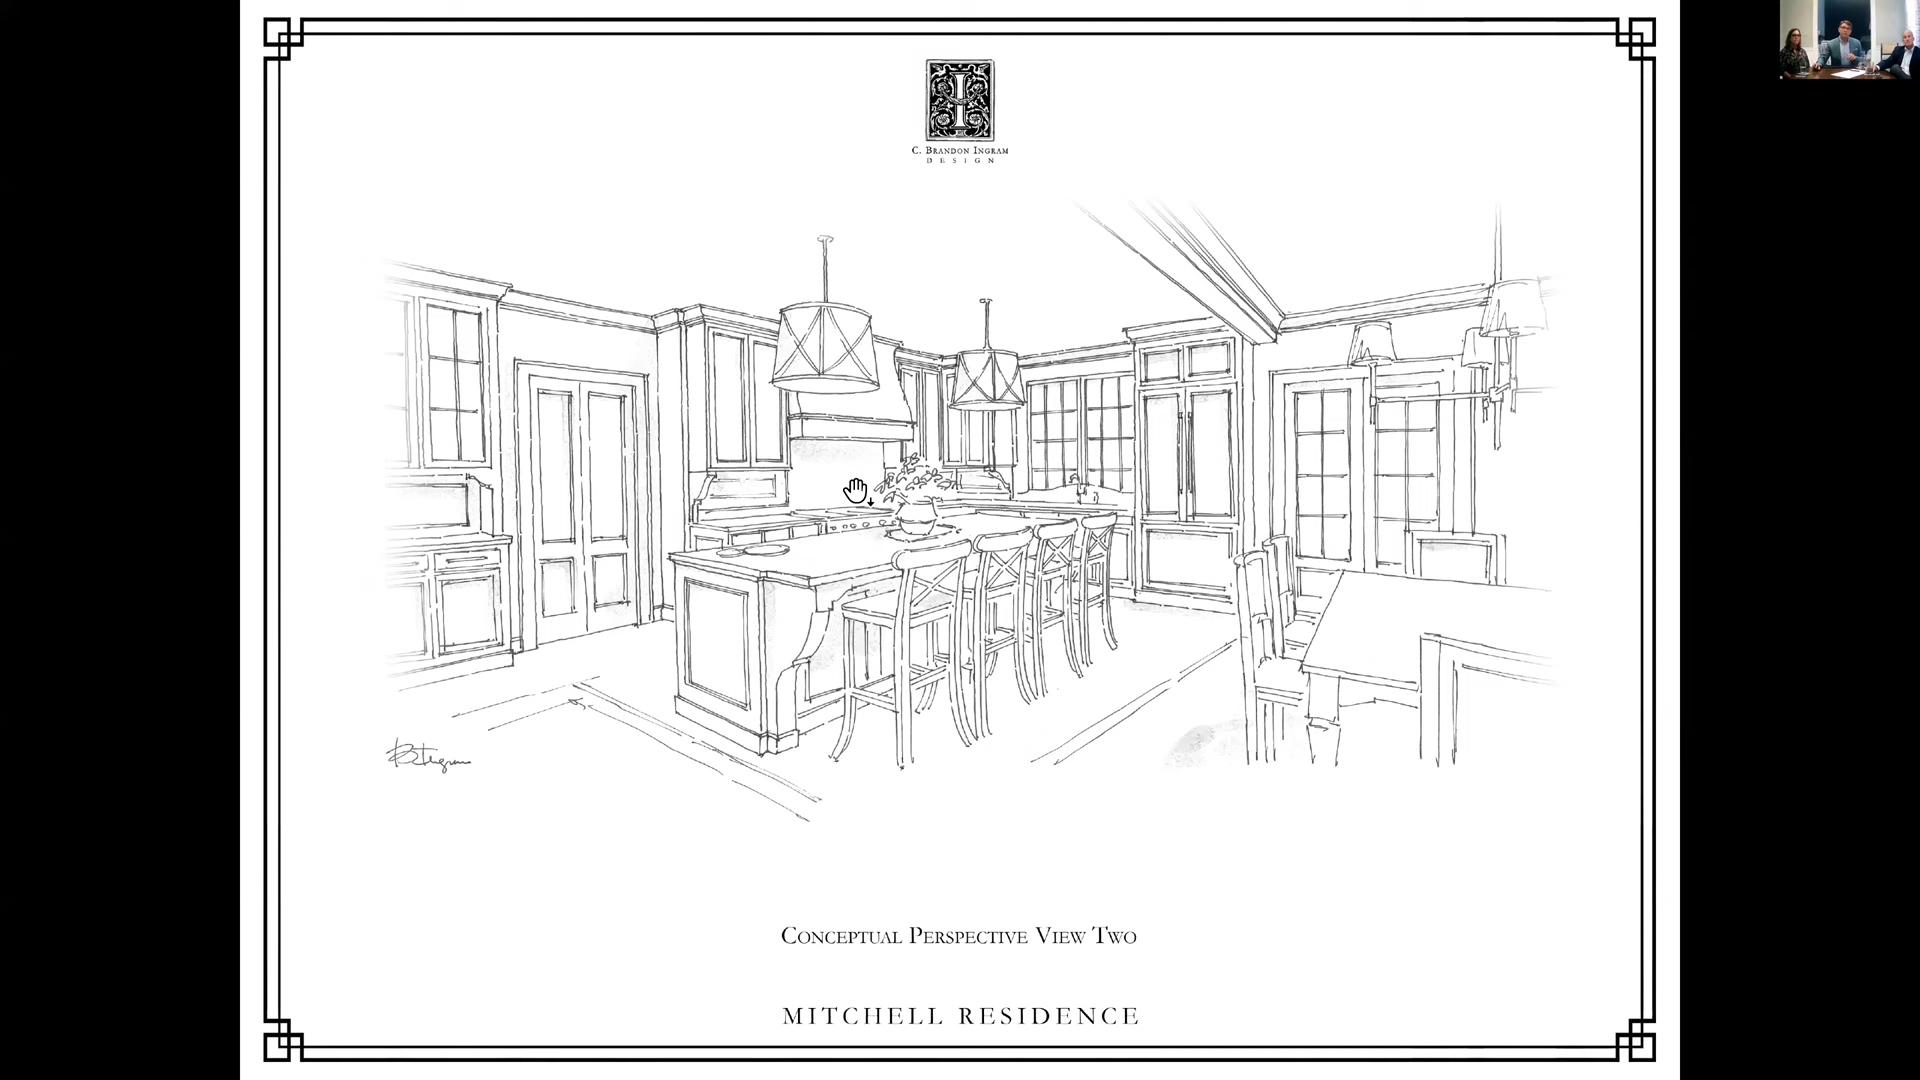 I
C. BRANDON INGRAM
DESIGN
CONCEPTUAL PERSPECTIVE VIEW TWO
MITCHELL RESIDENCE